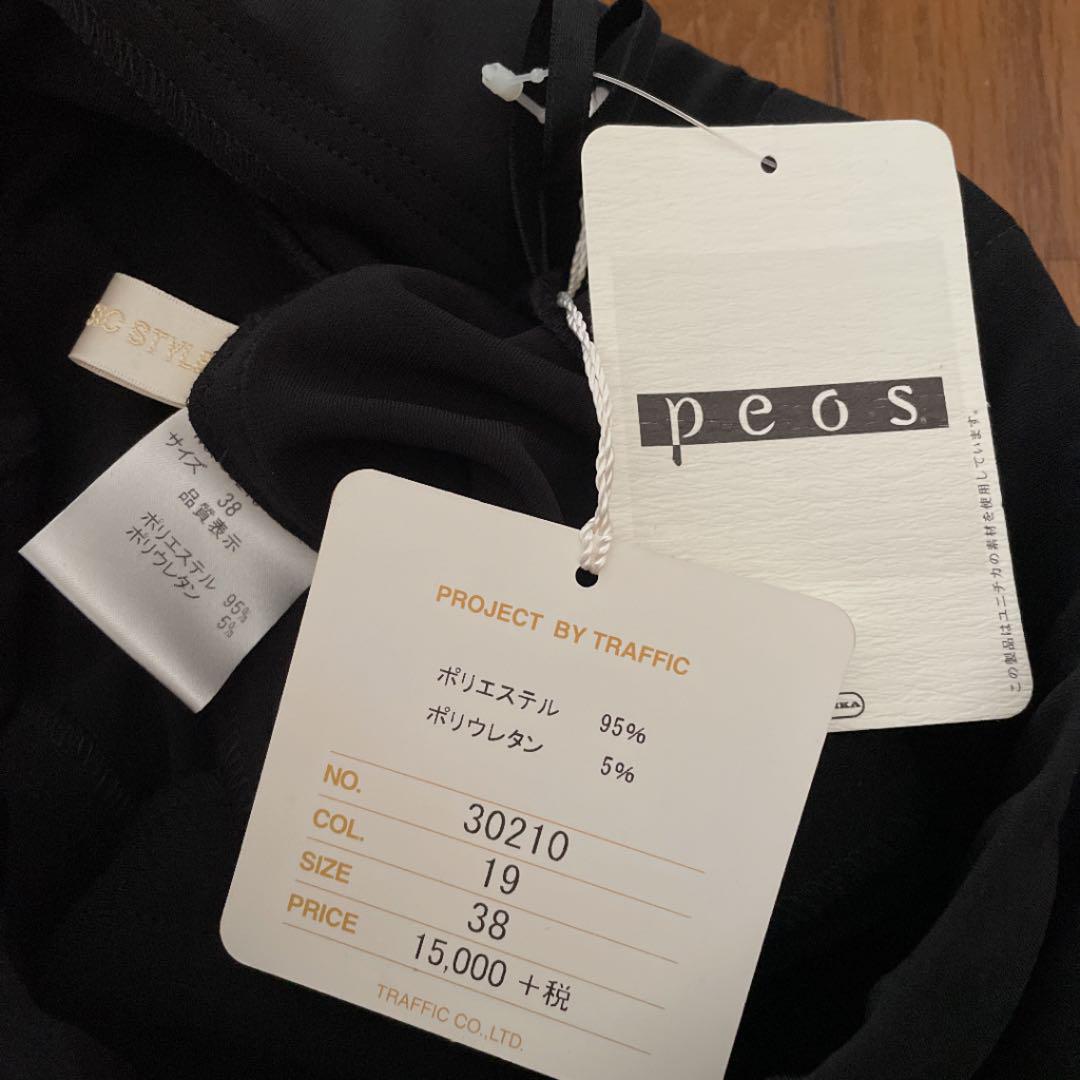 STYLE
サイズ 38
品質表示
ポリエステル 95%
ポリウレタン 5%
peos
この製品はユニチカの素材を使用しています。
PROJECT BY TRAFFIC
ポリエステル 95%
ポリウレタン 5%
NO. 30210
COL. 19
SIZE 38
PRICE 15,000+税
TRAFFIC CO.,LTD.